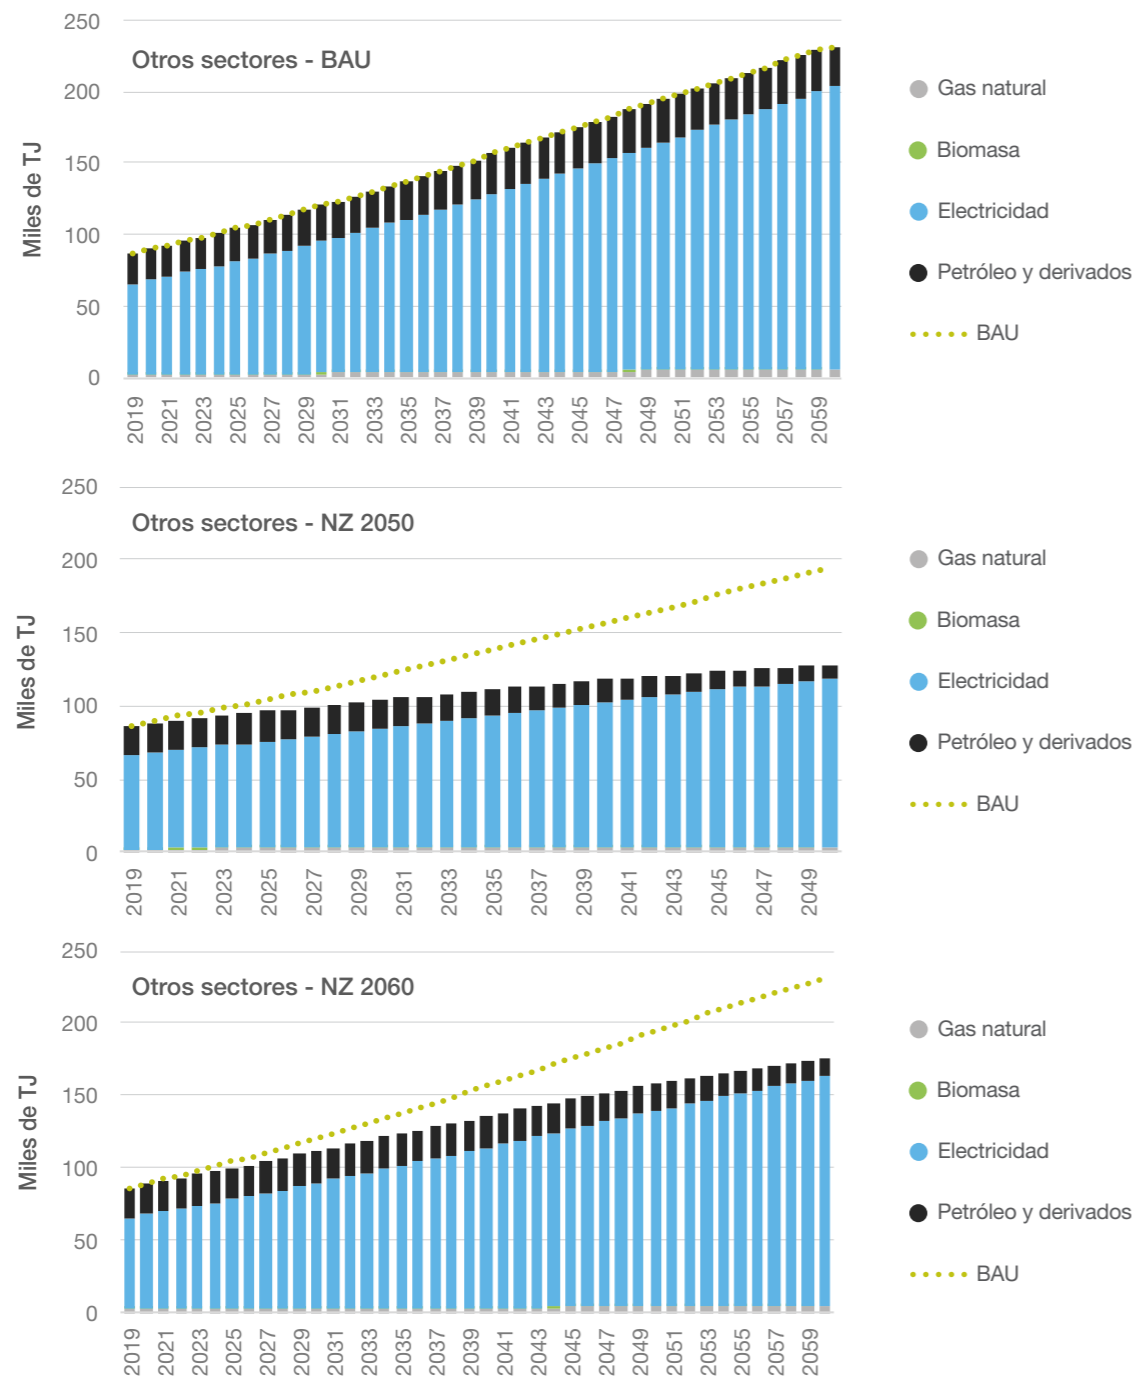 Otros sectores - BAU
Miles de TJ
250
200
150
100
50
0
2019 2021 2023 2025 2027 2029 2031 2033 2035 2037 2039 2041 2043 2045 2047 2049 2051 2053 2055 2057 2059
Gas natural
Biomasa
Electricidad
Petróleo y derivados
BAU
Otros sectores - NZ 2050
Miles de TJ
250
200
150
100
50
0
2019 2021 2023 2025 2027 2029 2031 2033 2035 2037 2039 2041 2043 2045 2047 2049
Gas natural
Biomasa
Electricidad
Petróleo y derivados
BAU
Otros sectores - NZ 2060
Miles de TJ
250
200
150
100
50
0
2019 2021 2023 2025 2027 2029 2031 2033 2035 2037 2039 2041 2043 2045 2047 2049 2051 2053 2055 2057 2059
Gas natural
Biomasa
Electricidad
Petróleo y derivados
BAU